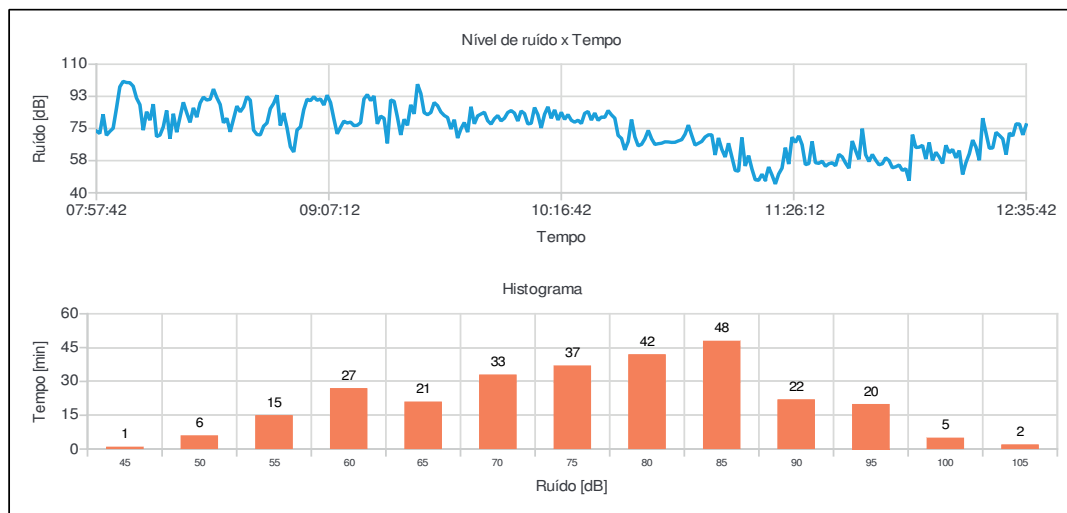 Nível de ruído x Tempo
Ruído [dB]
110
93
75
58
40
07:57:42 09:07:12 10:16:42 11:26:12 12:35:42
Tempo
Histograma
Tempo [min]
60
45
30
15
0
1 6 15 27 21 33 37 42 48 22 20 5 2
45 50 55 60 65 70 75 80 85 90 95 100 105
Ruído [dB]